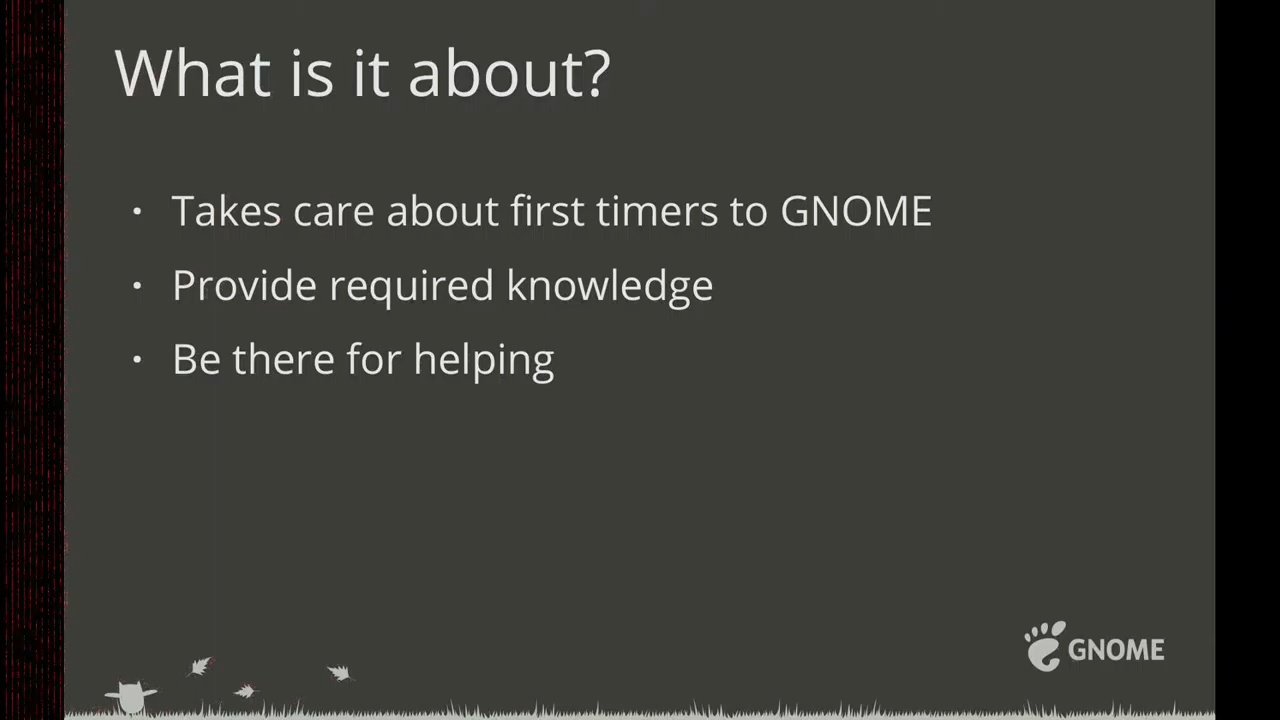 What is it about?
• Takes care about first timers to GNOME
• Provide required knowledge
• Be there for helping
GNOME